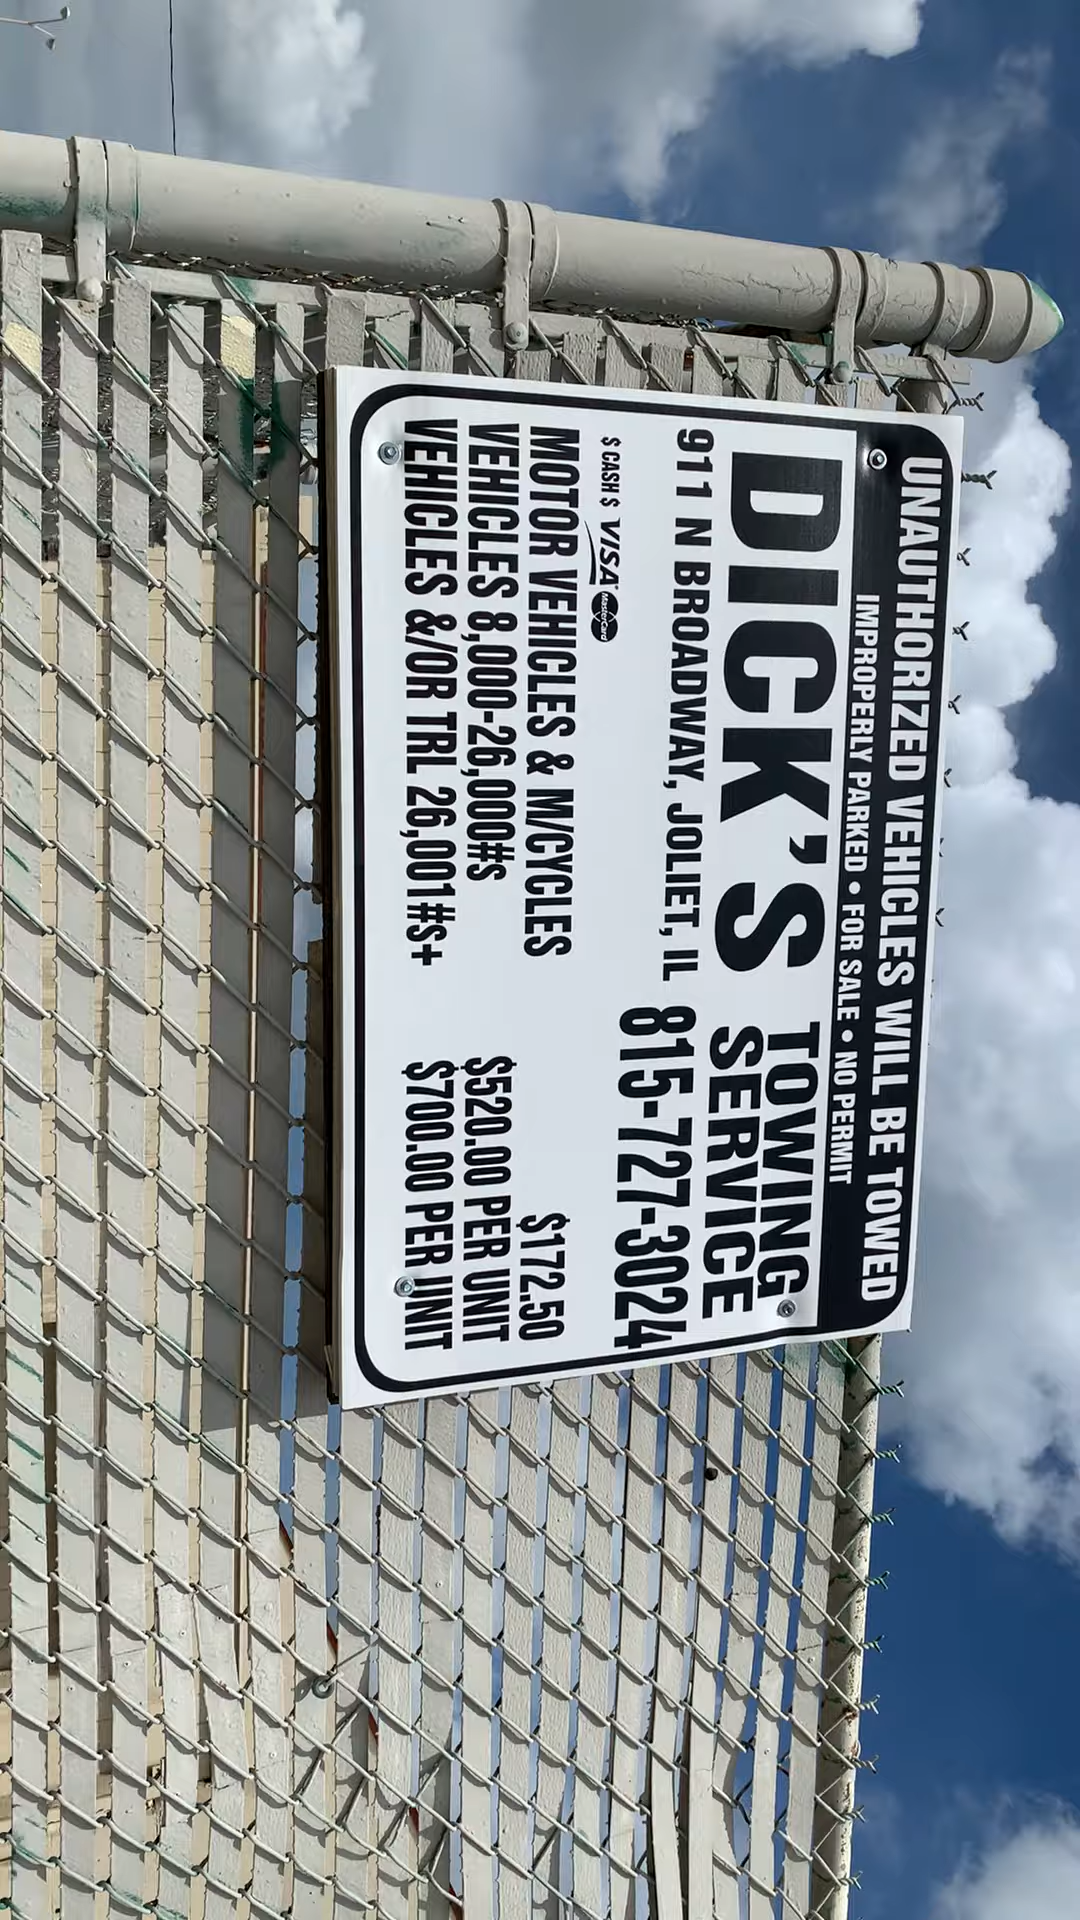 UNAUTHORIZED VEHICLES WILL BE TOWED
IMPROPERLY PARKED • FOR SALE • NO PERMIT
DICK'S TOWING SERVICE
911 N BROADWAY, JOLIET, IL 815-727-3024
$ CASH $ VISA MasterCard
MOTOR VEHICLES & M/CYCLES $172.50
VEHICLES 8,000-26,000#s $520.00 PER UNIT
VEHICLES &/OR TRL 26,001#s+ $700.00 PER UNIT